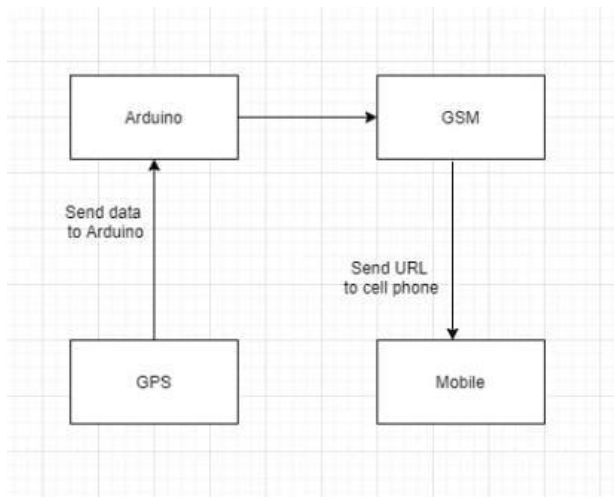 Arduino
GSM
Send data
to Arduino
Send URL
to cell phone
GPS
Mobile